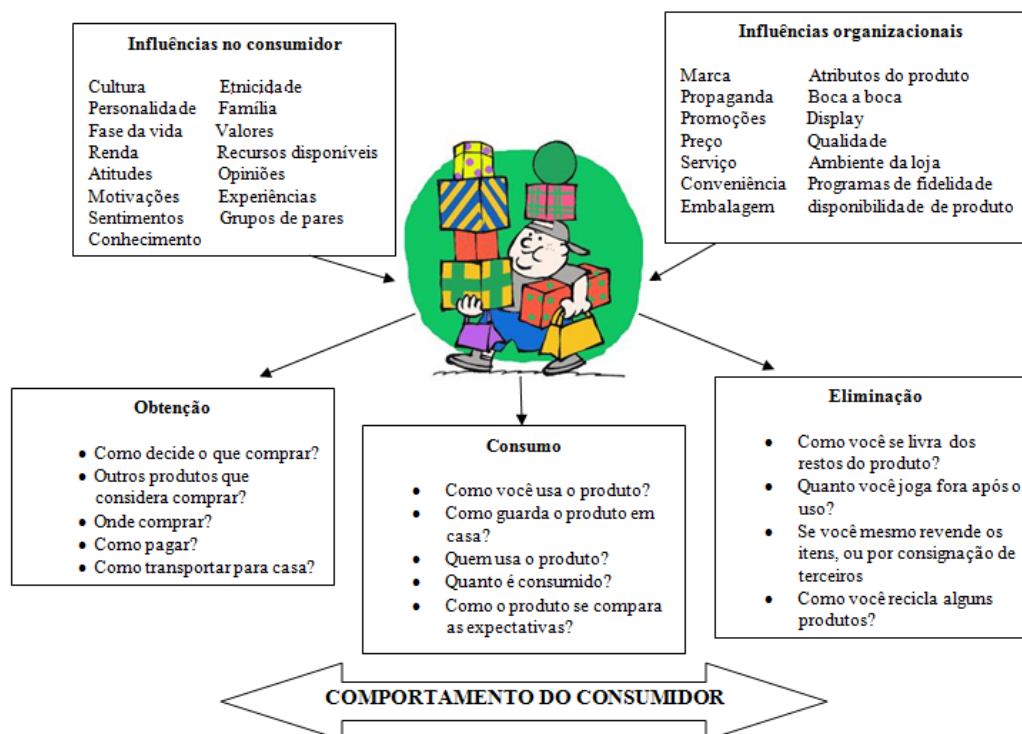 Influências no consumidor
Cultura Etnicidade
Personalidade Família
Fase da vida Valores
Renda Recursos disponíveis
Atitudes Opiniões
Motivações Experiências
Sentimentos Grupos de pares
Conhecimento
Influências organizacionais
Marca Atributos do produto
Propaganda Boca a boca
Promoções Display
Preço Qualidade
Serviço Ambiente da loja
Conveniência Programas de fidelidade
Embalagem disponibilidade de produto
Obtenção
• Como decide o que comprar?
• Outros produtos que
considera comprar?
• Onde comprar?
• Como pagar?
• Como transportar para casa?
Consumo
• Como você usa o produto?
• Como guarda o produto em
casa?
• Quem usa o produto?
• Quanto é consumido?
• Como o produto se compara
as expectativas?
Eliminação
• Como você se livra dos
restos do produto?
• Quanto você joga fora após o
uso?
• Se você mesmo revende os
itens, ou por consignação de
terceiros
• Como você recicla alguns
produtos?
COMPORTAMENTO DO CONSUMIDOR